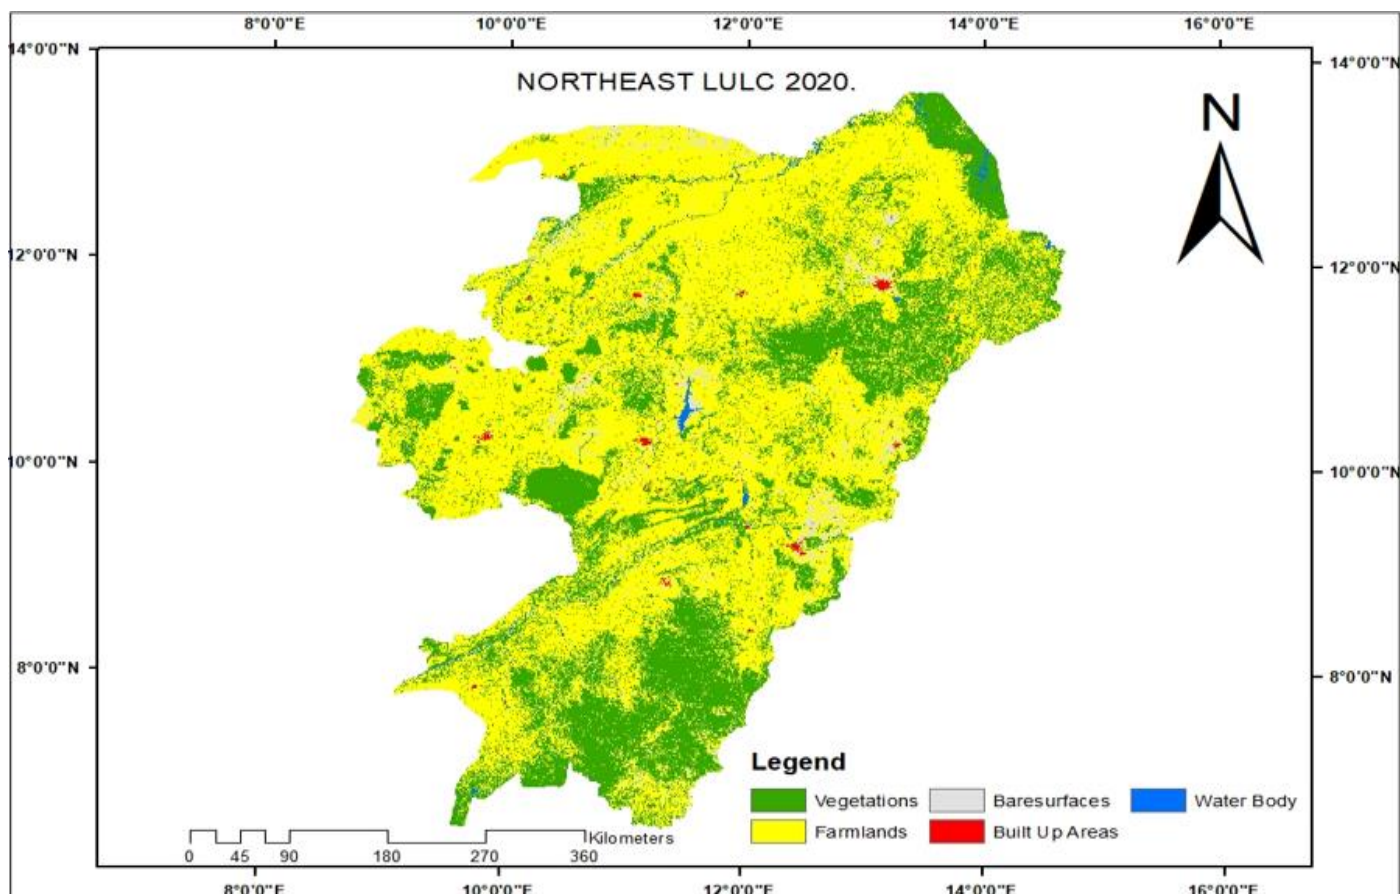 8°0'0"E 10°0'0"E 12°0'0"E 14°0'0"E 16°0'0"E
14°0'0"N 14°0'0"N
NORTHEAST LULC 2020.
N
12°0'0"N 12°0'0"N
10°0'0"N 10°0'0"N
8°0'0"N 8°0'0"N
Legend
Vegetations Baresurfaces Water Body
Farmlands Built Up Areas
Kilometers
0 45 90 180 270 360
8°0'0"E 10°0'0"E 12°0'0"E 14°0'0"E 16°0'0"E